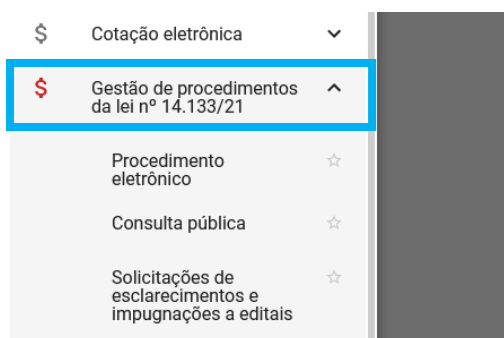 $ Cotação eletrônica
$ Gestão de procedimentos
da lei nº 14.133/21
Procedimento
eletrônico
Consulta pública
Solicitações de
esclarecimentos e
impugnações a editais